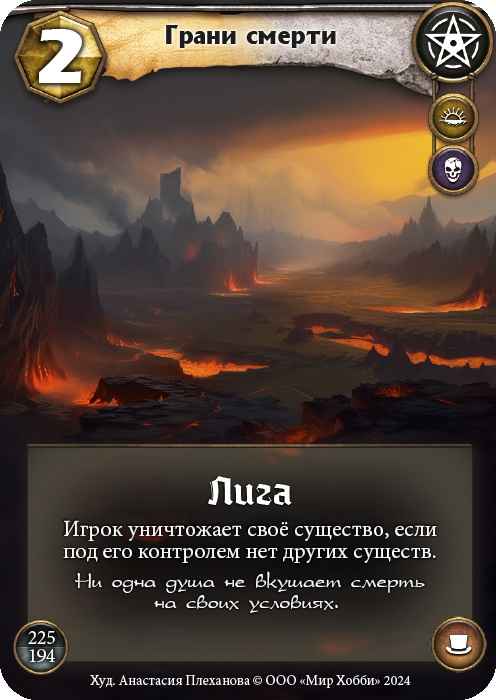 2
Грани смерти
Лига
Игрок уничтожает своё существо, если
под его контролем нет других существ.
Ни одна душа не вкушает смерть
на своих условиях.
225
194
Худ. Анастасия Плеханова © ООО «Мир Хобби» 2024